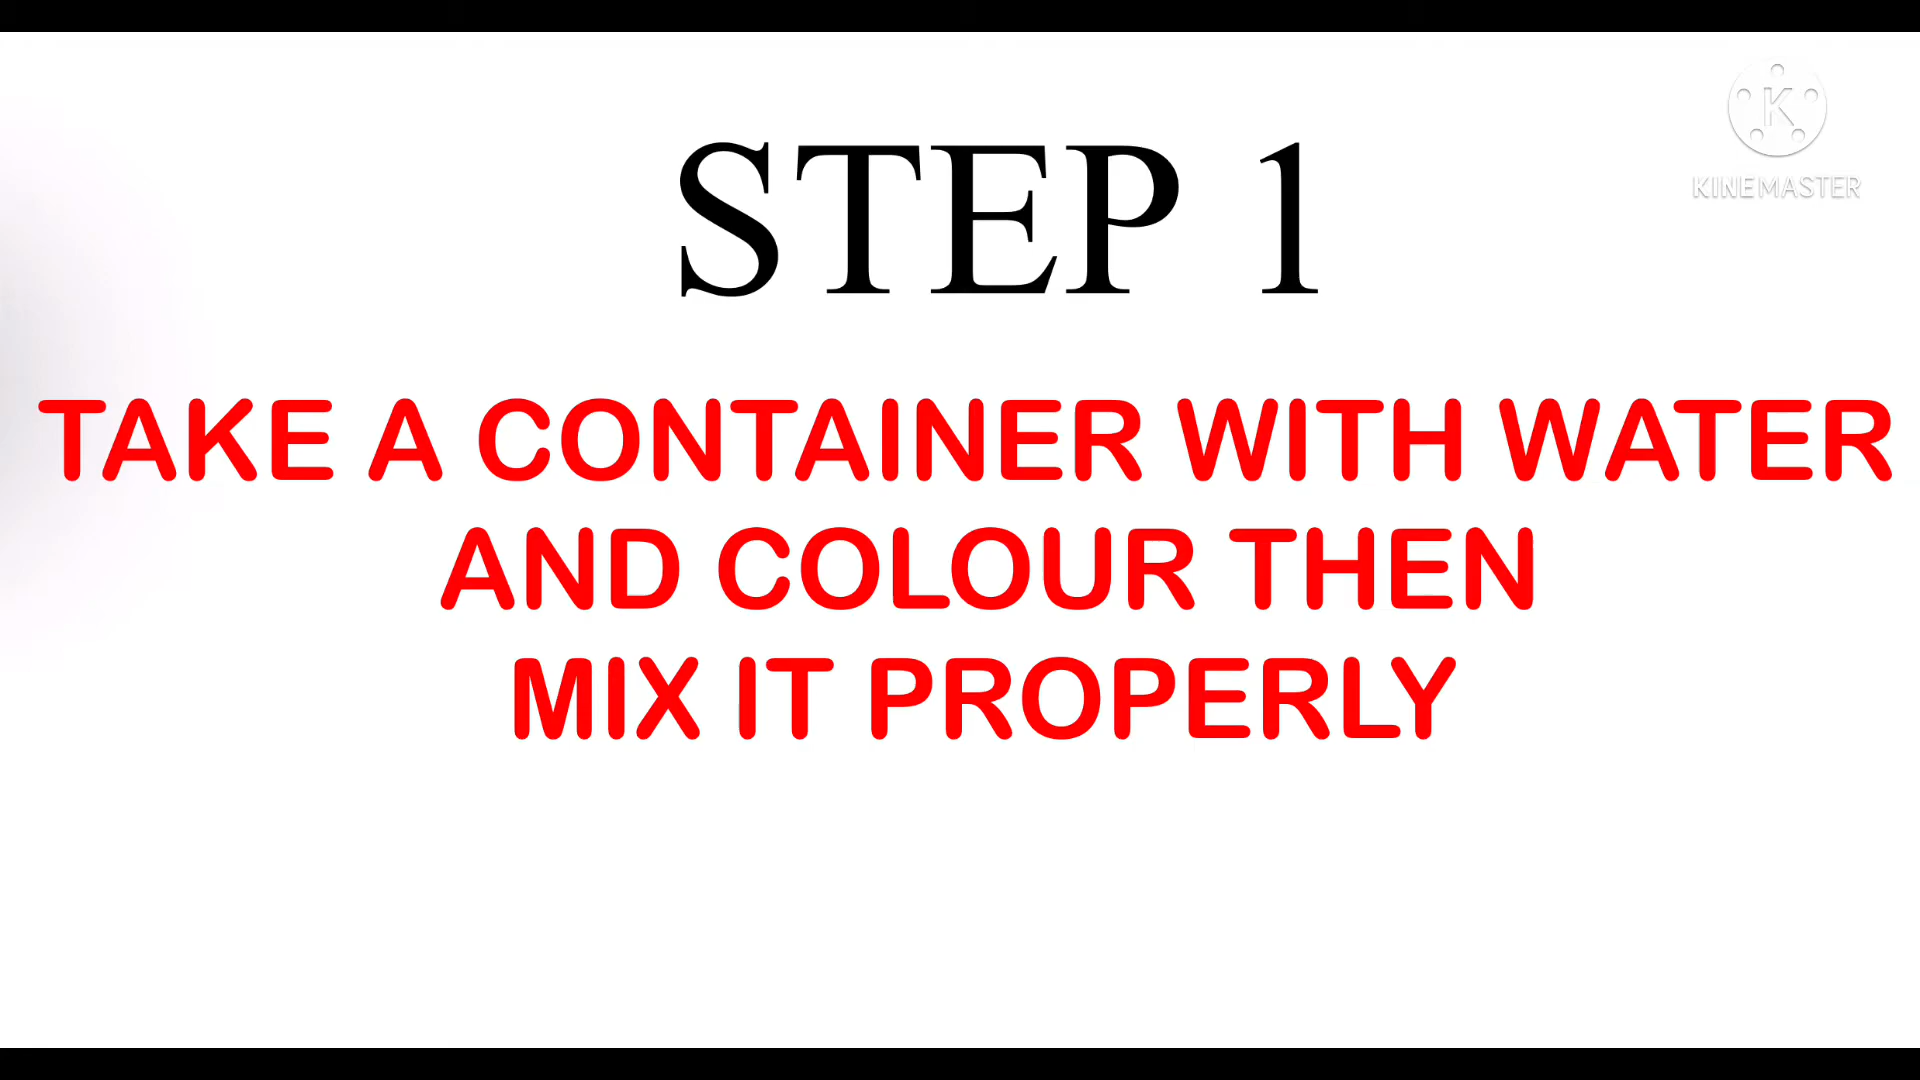 STEP 1
KINEMASTER
TAKE A CONTAINER WITH WATER
AND COLOUR THEN
MIX IT PROPERLY